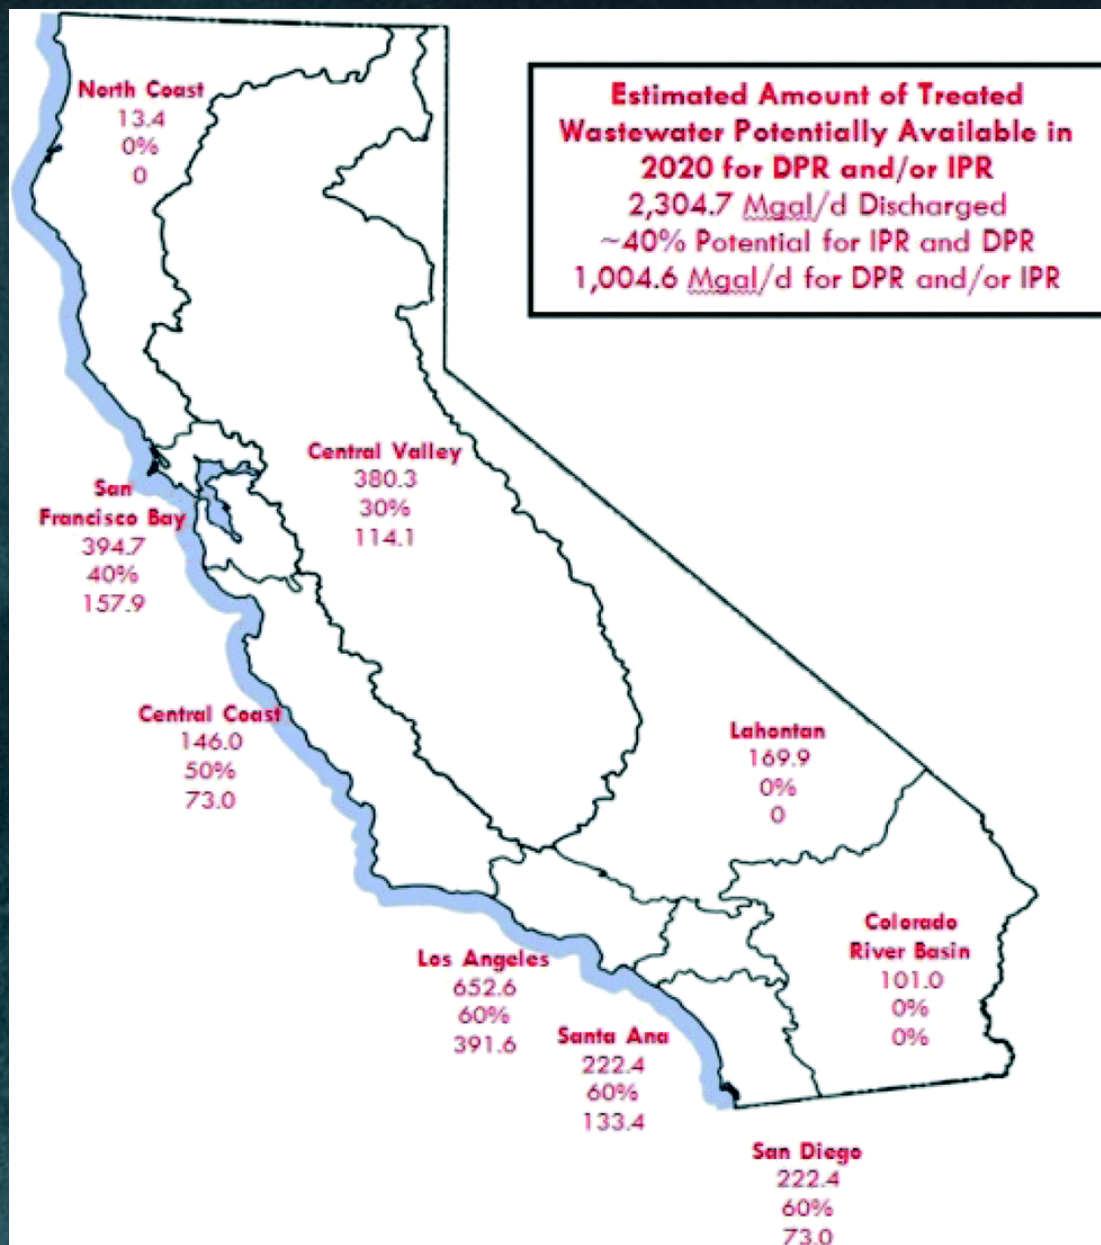 Estimated Amount of Treated
Wastewater Potentially Available in
2020 for DPR and/or IPR
2,304.7 Mgal/d Discharged
~40% Potential for IPR and DPR
1,004.6 Mgal/d for DPR and/or IPR
North Coast
13.4
0%
0
Central Valley
380.3
30%
114.1
San
Francisco Bay
394.7
40%
157.9
Central Coast
146.0
50%
73.0
Lahontan
169.9
0%
0
Colorado
River Basin
101.0
0%
0%
Los Angeles
652.6
60%
391.6
Santa Ana
222.4
60%
133.4
San Diego
222.4
60%
73.0